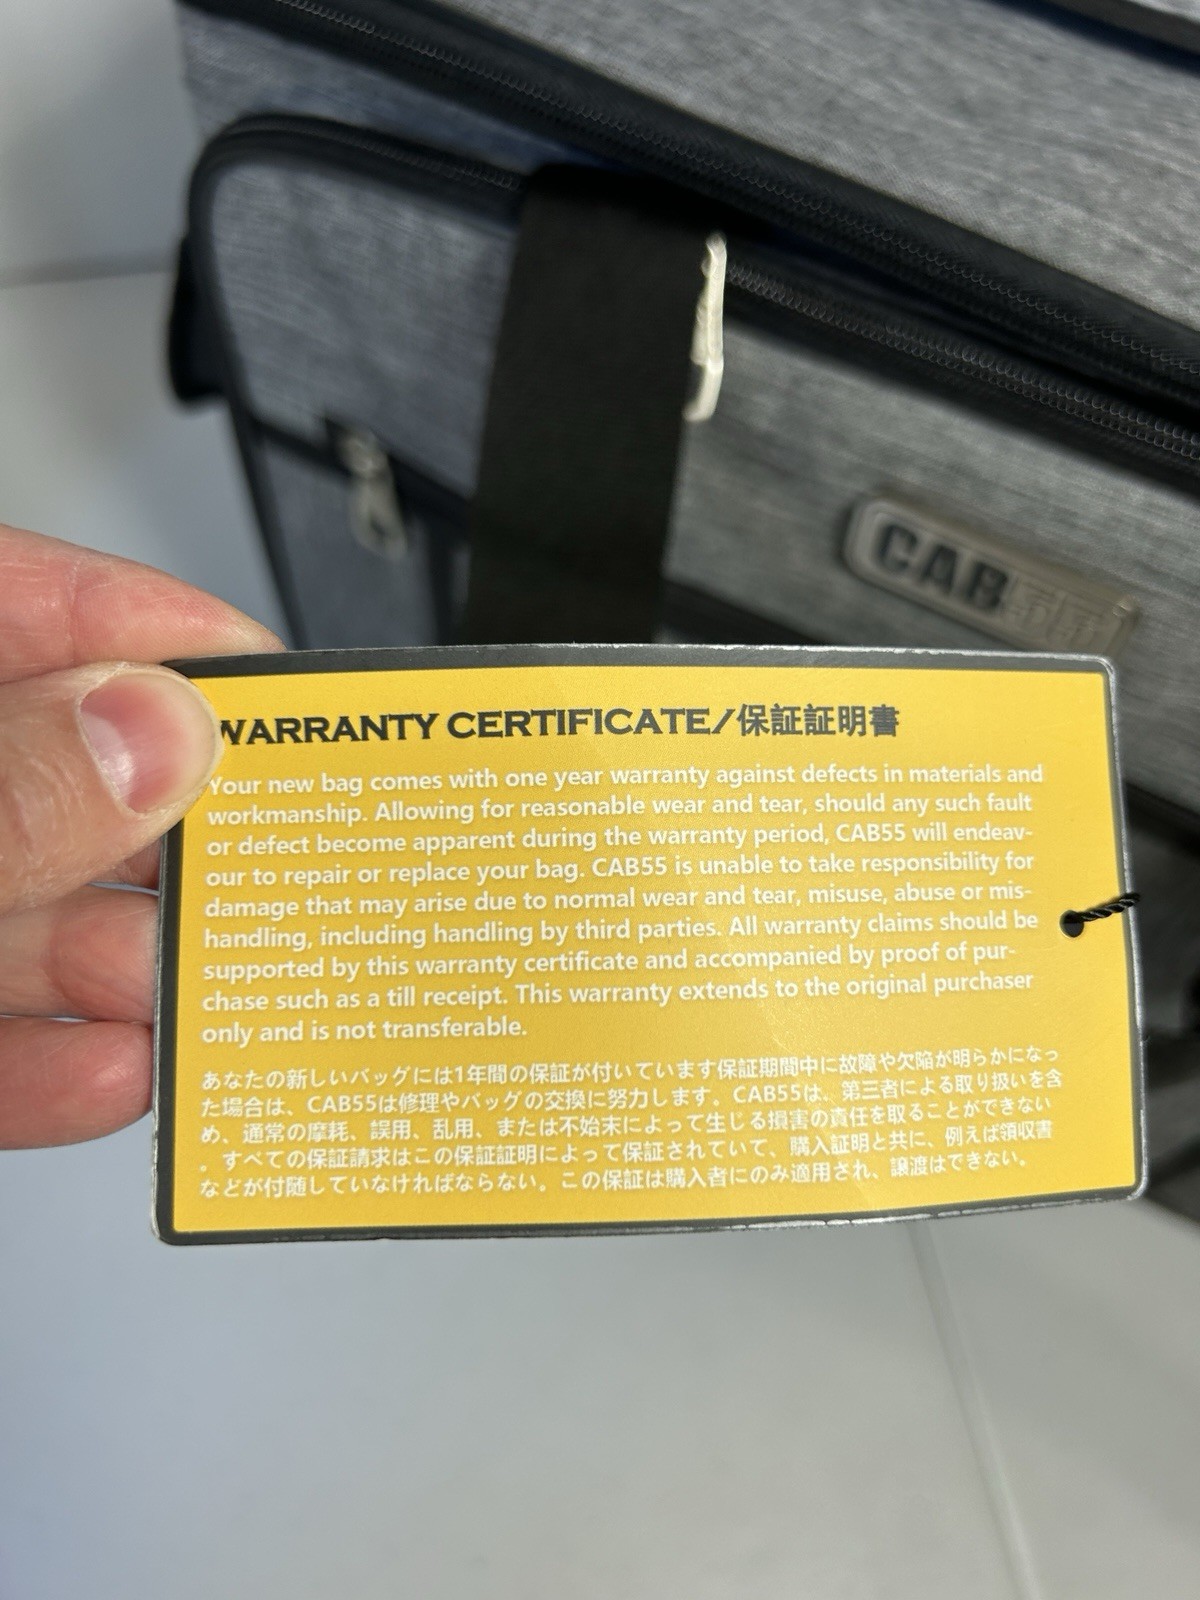 CAB55
WARRANTY CERTIFICATE/保証証明書
Your new bag comes with one year warranty against defects in materials and
workmanship. Allowing for reasonable wear and tear, should any such fault
or defect become apparent during the warranty period, CAB55 will endeav-
our to repair or replace your bag. CAB55 is unable to take responsibility for
damage that may arise due to normal wear and tear, misuse, abuse or mis-
handling, including handling by third parties. All warranty claims should be
supported by this warranty certificate and accompanied by proof of pur-
chase such as a till receipt. This warranty extends to the original purchaser
only and is not transferable.
あなたの新しいバッグには1年間の保証が付いています保証期間中に故障や欠陥が明らかになっ
た場合は、CAB55は修理やバッグの交換に努力します。CAB55は、第三者による取り扱いを含
め、通常の摩耗、誤用、乱用、または不始末によって生じる損害の責任を取ることができない
。すべての保証請求はこの保証証明によって保証されていて、購入証明と共に、例えば領収書
などが付随していなければならない。この保証は購入者にのみ適用され、譲渡はできない。